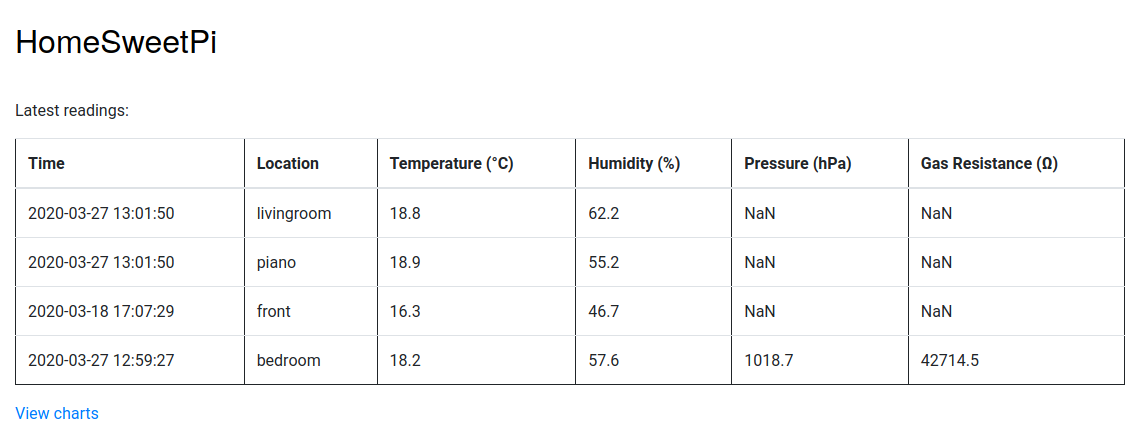 HomeSweetPi
Latest readings:
Time Location Temperature (°C) Humidity (%) Pressure (hPa) Gas Resistance (Ω)
2020-03-27 13:01:50 livingroom 18.8 62.2 NaN NaN
2020-03-27 13:01:50 piano 18.9 55.2 NaN NaN
2020-03-18 17:07:29 front 16.3 46.7 NaN NaN
2020-03-27 12:59:27 bedroom 18.2 57.6 1018.7 42714.5
View charts